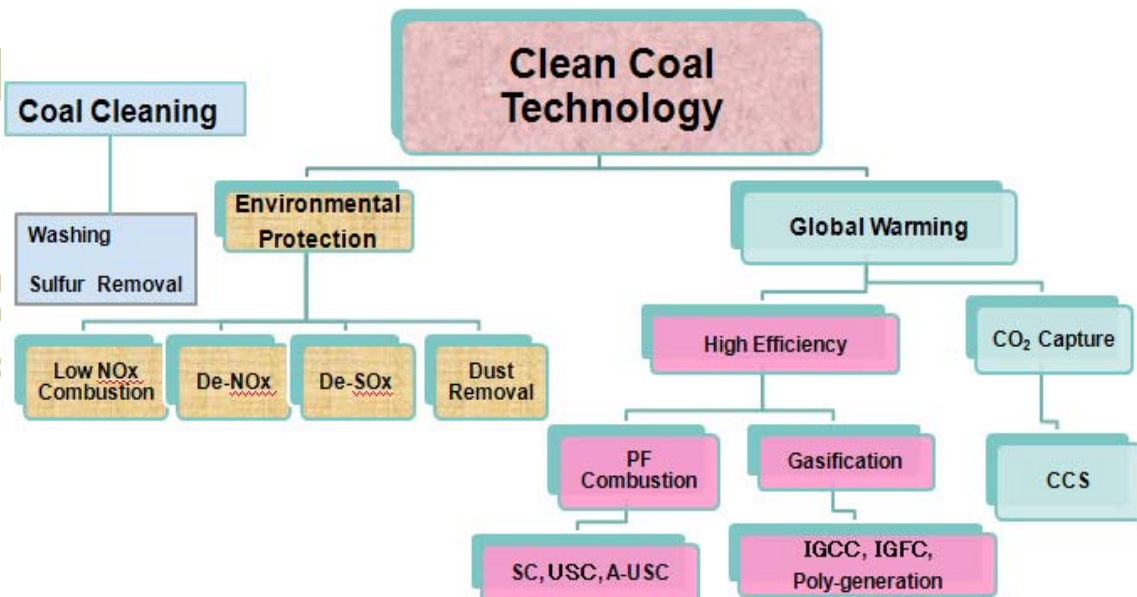 Clean Coal
Technology
Coal Cleaning
Washing
Sulfur Removal
Environmental
Protection
Global Warming
Low NOx
Combustion
De-NOx
De-SOx
Dust
Removal
High Efficiency
CO₂ Capture
PF
Combustion
Gasification
CCS
SC, USC, A-USC
IGCC, IGFC,
Poly-generation